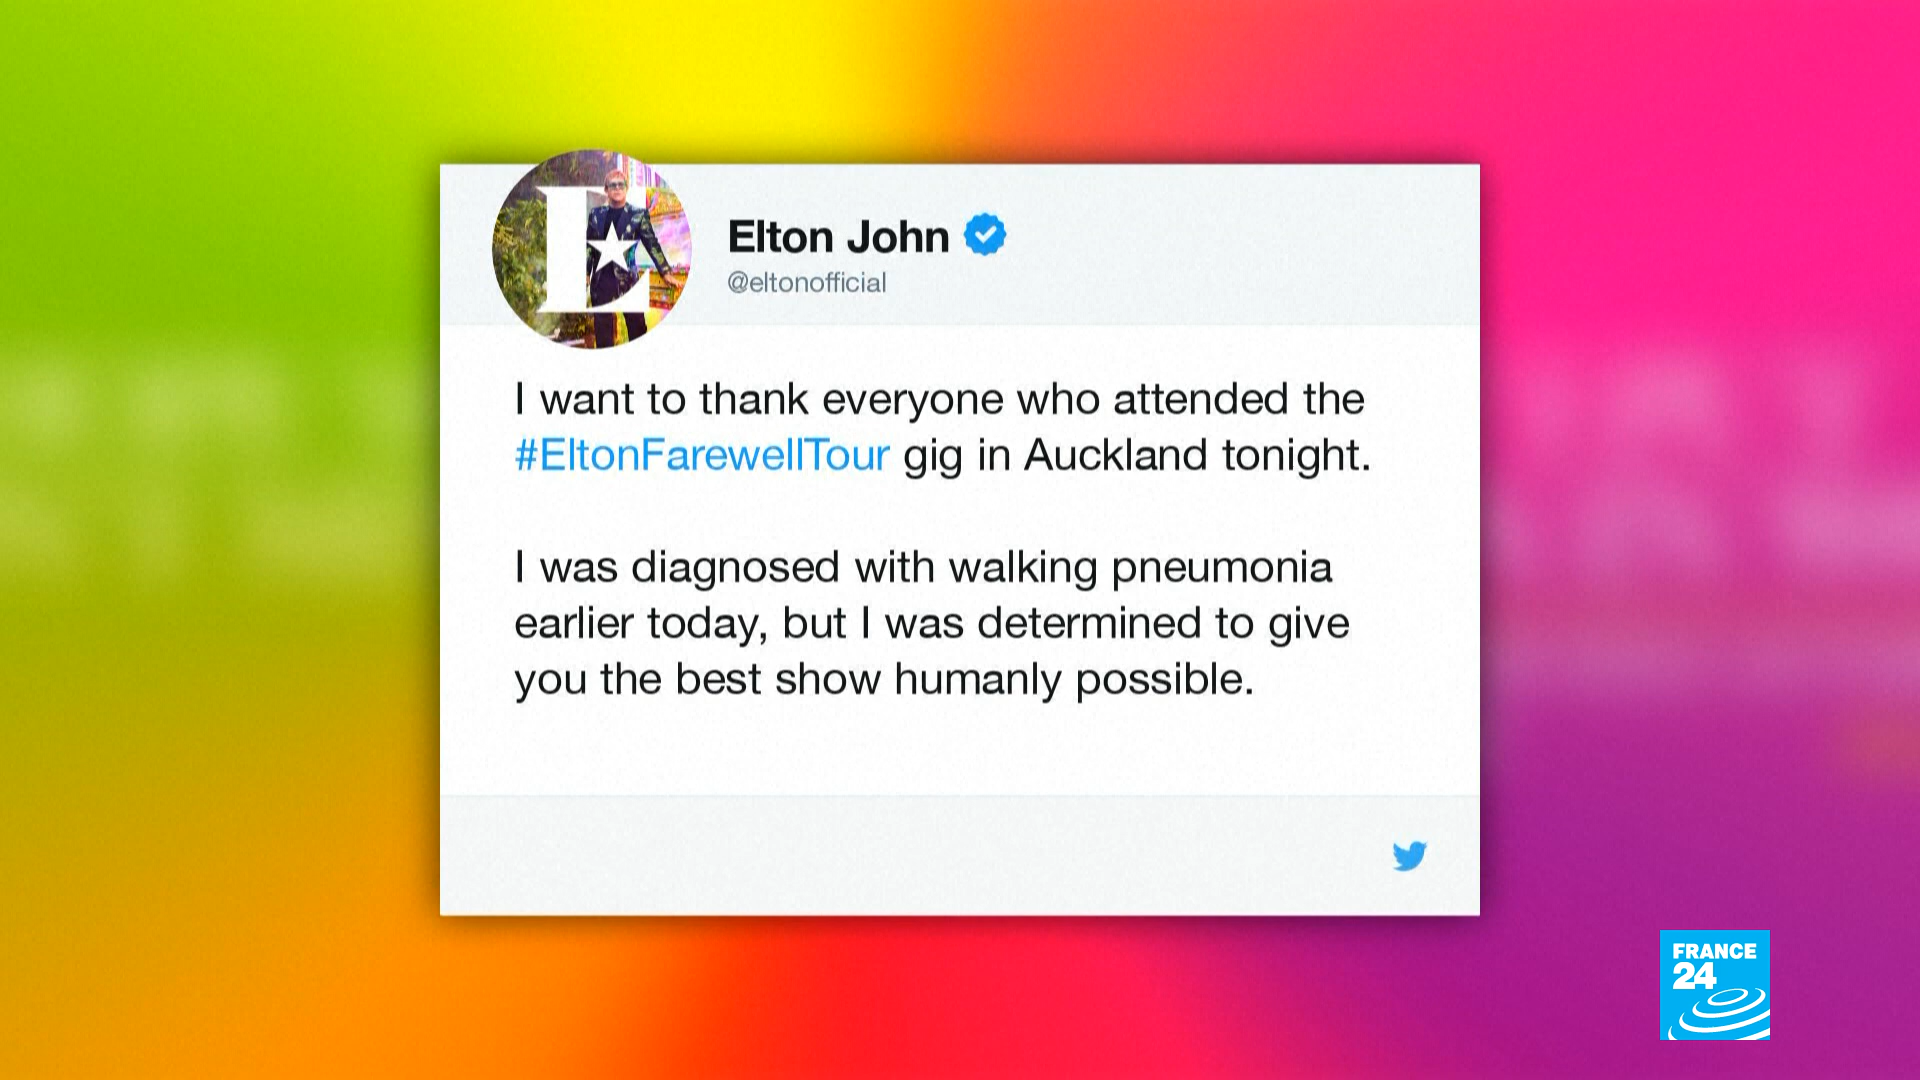 E
Elton John
@eltonofficial
I want to thank everyone who attended the
#EltonFarewellTour gig in Auckland tonight.
I was diagnosed with walking pneumonia
earlier today, but I was determined to give
you the best show humanly possible.
FRANCE
24